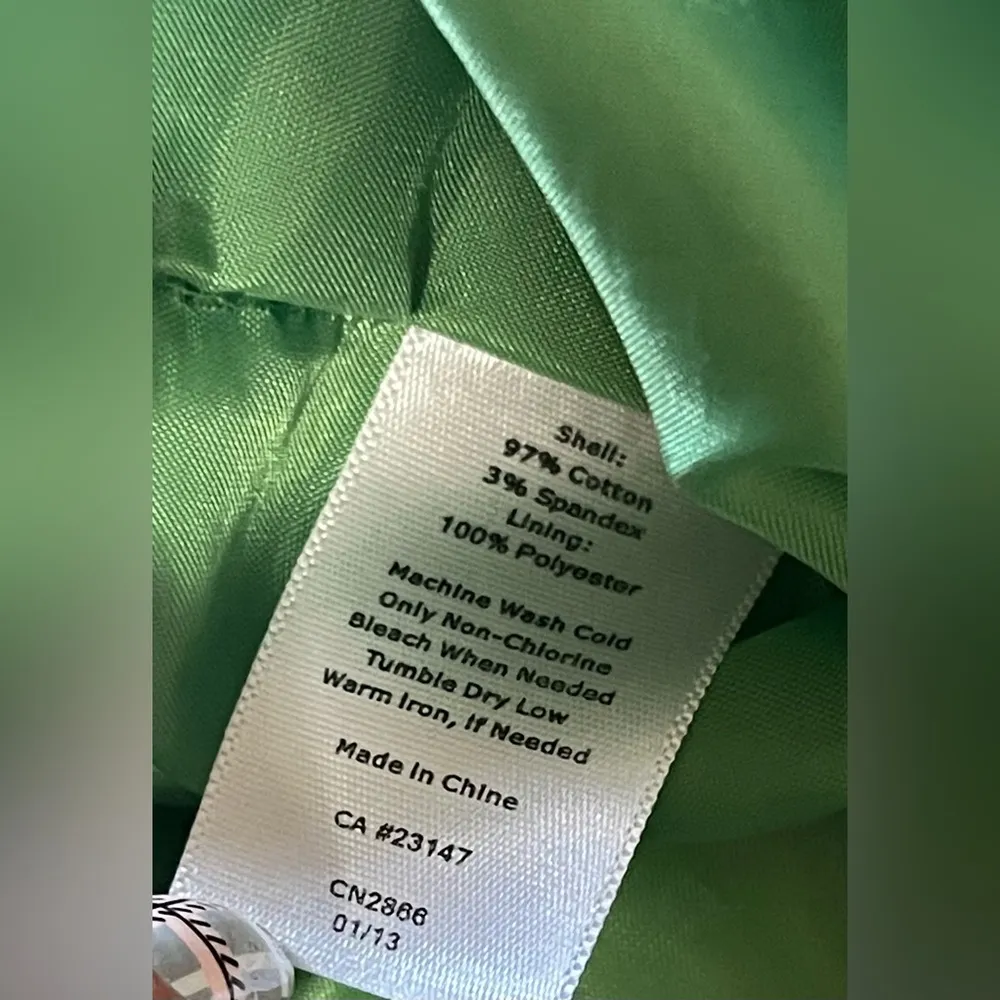 Shell:
97% Cotton
3% Spandex
Lining:
100% Polyester
Machine Wash Cold
Only Non-Chlorine
Bleach When Needed
Tumble Dry Low
Warm Iron, If Needed
Made In China
CA #23147
CN2866
01/13